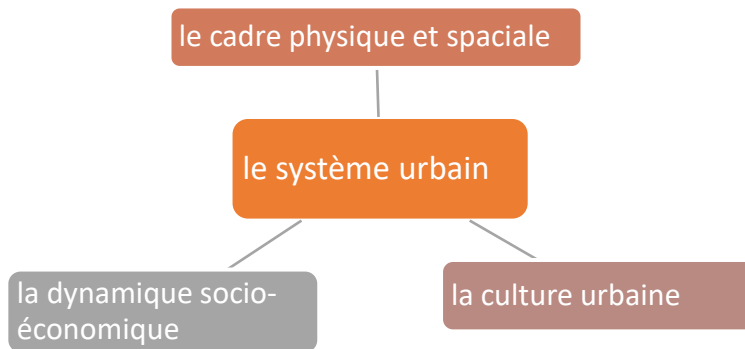 le cadre physique et spaciale
le système urbain
la dynamique socio-
économique
la culture urbaine